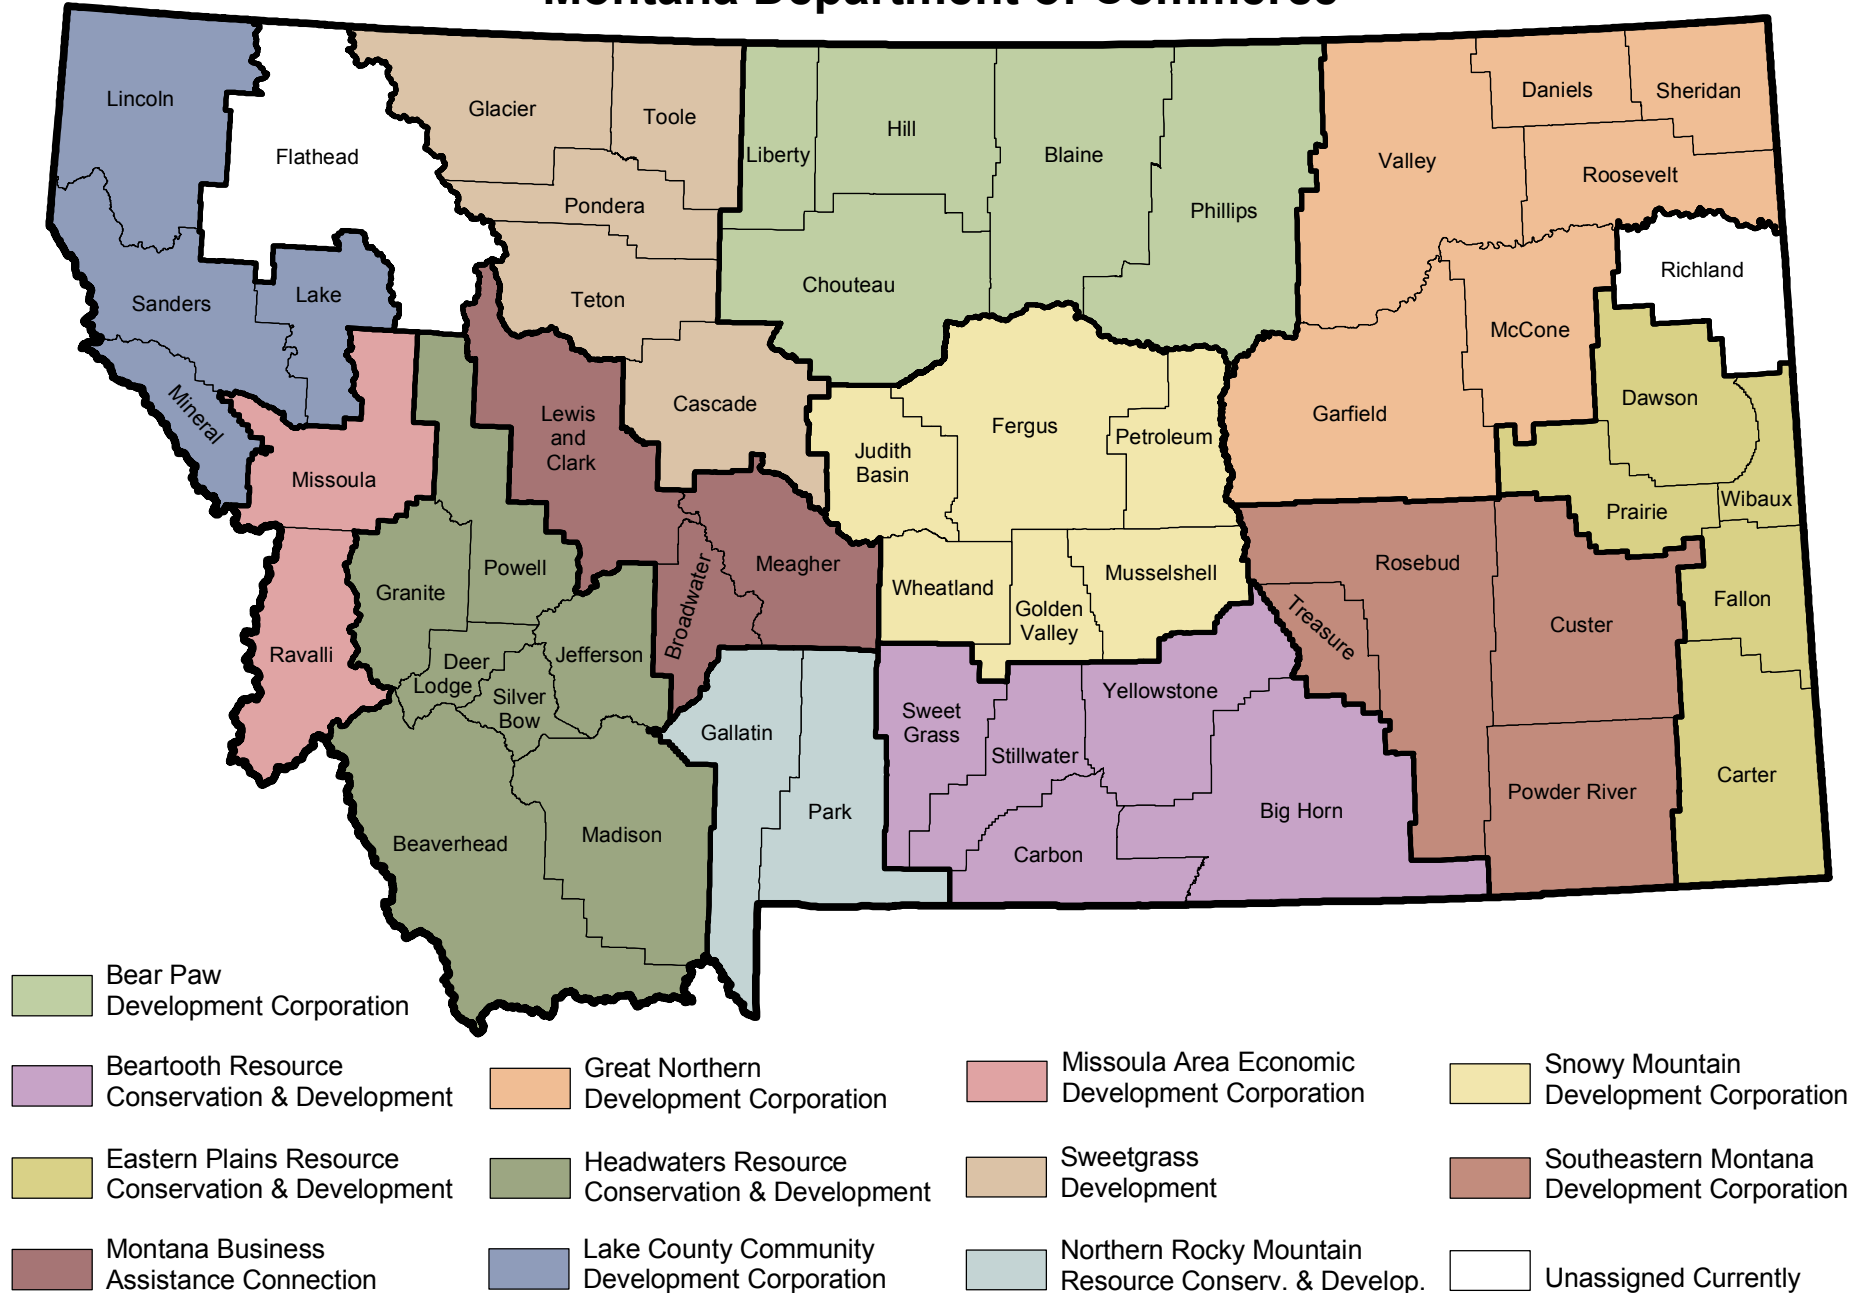 Montana Department of Commerce
Lincoln
Flathead
Glacier
Toole
Liberty
Hill
Blaine
Phillips
Valley
Daniels
Sheridan
Roosevelt
Richland
Pondera
Teton
Chouteau
Sanders
Lake
Mineral
Missoula
Lewis
and
Clark
Cascade
Judith
Basin
Fergus
Petroleum
Garfield
McCone
Dawson
Prairie
Wibaux
Granite
Powell
Broadwater
Meagher
Wheatland
Golden
Valley
Musselshell
Rosebud
Treasure
Custer
Fallon
Ravalli
Deer
Lodge
Silver
Bow
Jefferson
Gallatin
Park
Sweet
Grass
Stillwater
Yellowstone
Big Horn
Carbon
Powder River
Carter
Beaverhead
Madison
Bear Paw
Development Corporation
Beartooth Resource
Conservation & Development
Great Northern
Development Corporation
Missoula Area Economic
Development Corporation
Snowy Mountain
Development Corporation
Eastern Plains Resource
Conservation & Development
Headwaters Resource
Conservation & Development
Sweetgrass
Development
Southeastern Montana
Development Corporation
Montana Business
Assistance Connection
Lake County Community
Development Corporation
Northern Rocky Mountain
Resource Conserv. & Develop.
Unassigned Currently